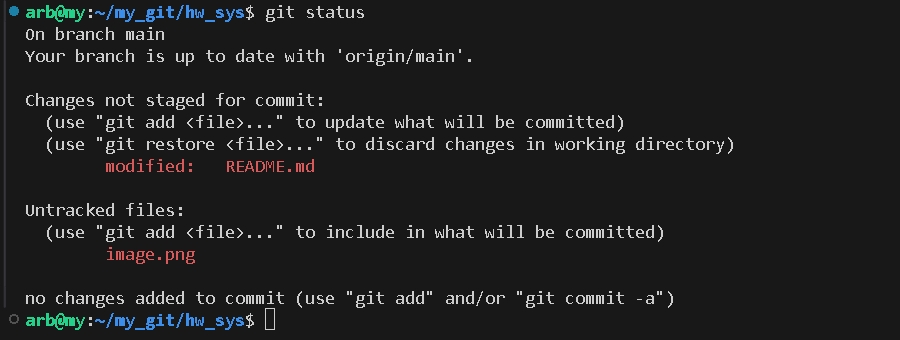 arb@my:~/my_git/hw_sys$ git status
On branch main
Your branch is up to date with 'origin/main'.

Changes not staged for commit:
  (use "git add <file>..." to update what will be committed)
  (use "git restore <file>..." to discard changes in working directory)
        modified:   README.md

Untracked files:
  (use "git add <file>..." to include in what will be committed)
        image.png

no changes added to commit (use "git add" and/or "git commit -a")
arb@my:~/my_git/hw_sys$